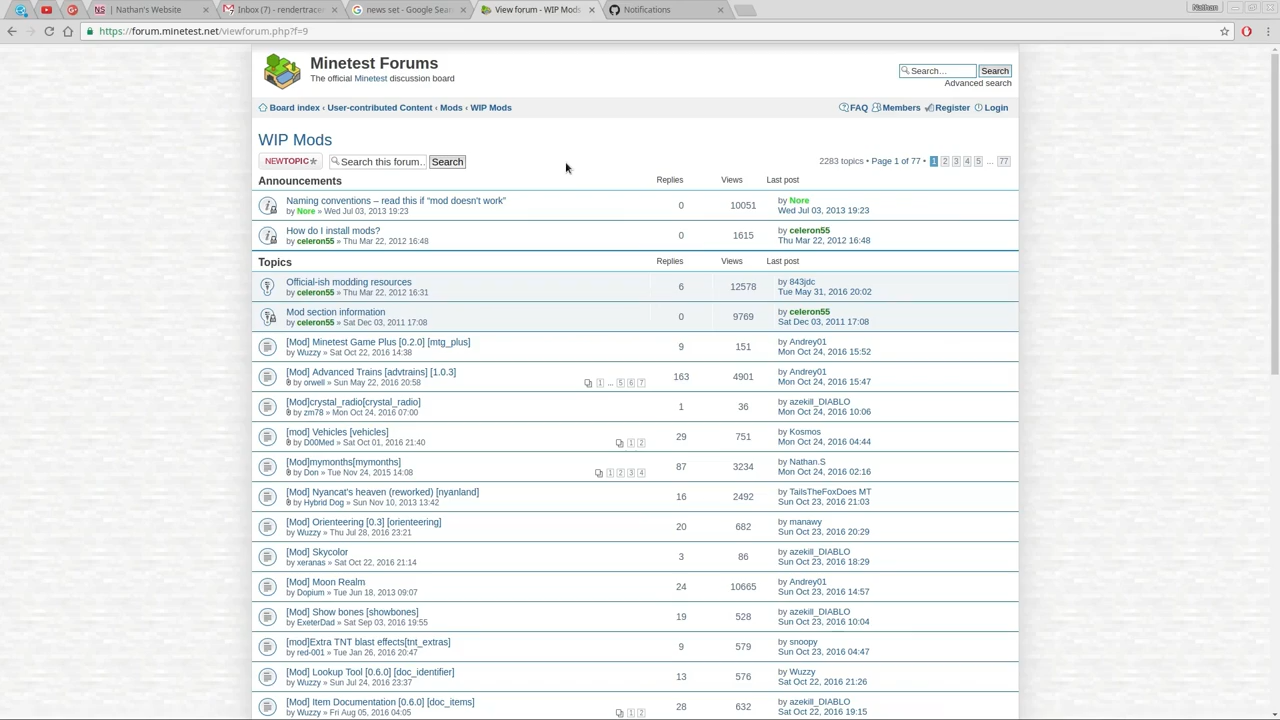 Nathan's Website
Inbox (7) - rendertracer
news set - Google Sea
View forum - WIP Mods
Notifications
Nathan
https://forum.minetest.net/viewforum.php?f=9
Minetest Forums
The official Minetest discussion board
Search…
Search
Advanced search
Board index ‹ User-contributed Content ‹ Mods ‹ WIP Mods
FAQ Members Register Login
WIP Mods
NEWTOPIC Search this forum… Search
2283 topics • Page 1 of 77 • 1 2 3 4 5 ... 77
Announcements Replies Views Last post
Naming conventions – read this if “mod doesn't work”
by Nore » Wed Jul 03, 2013 19:23
0 10051
by Nore
Wed Jul 03, 2013 19:23
How do I install mods?
by celeron55 » Thu Mar 22, 2012 16:48
0 1615
by celeron55
Thu Mar 22, 2012 16:48
Topics Replies Views Last post
Official-ish modding resources
by celeron55 » Thu Mar 22, 2012 16:31
6 12578
by 843jdc
Tue May 31, 2016 20:02
Mod section information
by celeron55 » Sat Dec 03, 2011 17:08
0 9769
by celeron55
Sat Dec 03, 2011 17:08
[Mod] Minetest Game Plus [0.2.0] [mtg_plus]
by Wuzzy » Sat Oct 22, 2016 14:38
9 151
by Andrey01
Mon Oct 24, 2016 15:52
[Mod] Advanced Trains [advtrains] [1.0.3]
by orwell » Sun May 22, 2016 20:58
1 ... 5 6 7
163 4901
by Andrey01
Mon Oct 24, 2016 15:47
[Mod]crystal_radio[crystal_radio]
by zm78 » Mon Oct 24, 2016 07:00
1 36
by azekill_DIABLO
Mon Oct 24, 2016 10:06
[mod] Vehicles [vehicles]
by D00Med » Sat Oct 01, 2016 21:40
1 2
29 751
by Kosmos
Mon Oct 24, 2016 04:44
[Mod]mymonths[mymonths]
by Don » Tue Nov 24, 2015 14:08
1 2 3 4
87 3234
by Nathan.S
Mon Oct 24, 2016 02:16
[Mod] Nyancat's heaven (reworked) [nyanland]
by Hybrid Dog » Sun Nov 10, 2013 13:42
16 2492
by TailsTheFoxDoes MT
Sun Oct 23, 2016 21:03
[Mod] Orienteering [0.3] [orienteering]
by Wuzzy » Thu Jul 28, 2016 23:21
20 682
by manawy
Sun Oct 23, 2016 20:29
[Mod] Skycolor
by xeranas » Sat Oct 22, 2016 21:14
3 86
by azekill_DIABLO
Sun Oct 23, 2016 18:29
[Mod] Moon Realm
by Dopium » Tue Jun 18, 2013 09:07
24 10665
by Andrey01
Sun Oct 23, 2016 14:57
[Mod] Show bones [showbones]
by ExeterDad » Sat Sep 03, 2016 19:55
19 528
by azekill_DIABLO
Sun Oct 23, 2016 10:04
[mod]Extra TNT blast effects[tnt_extras]
by red-001 » Tue Jan 26, 2016 20:47
9 579
by snoopy
Sun Oct 23, 2016 04:47
[Mod] Lookup Tool [0.6.0] [doc_identifier]
by Wuzzy » Sun Jul 24, 2016 23:37
13 576
by Wuzzy
Sat Oct 22, 2016 21:26
[Mod] Item Documentation [0.6.0] [doc_items]
by Wuzzy » Fri Aug 05, 2016 04:05
1 2
28 632
by azekill_DIABLO
Sat Oct 22, 2016 19:15